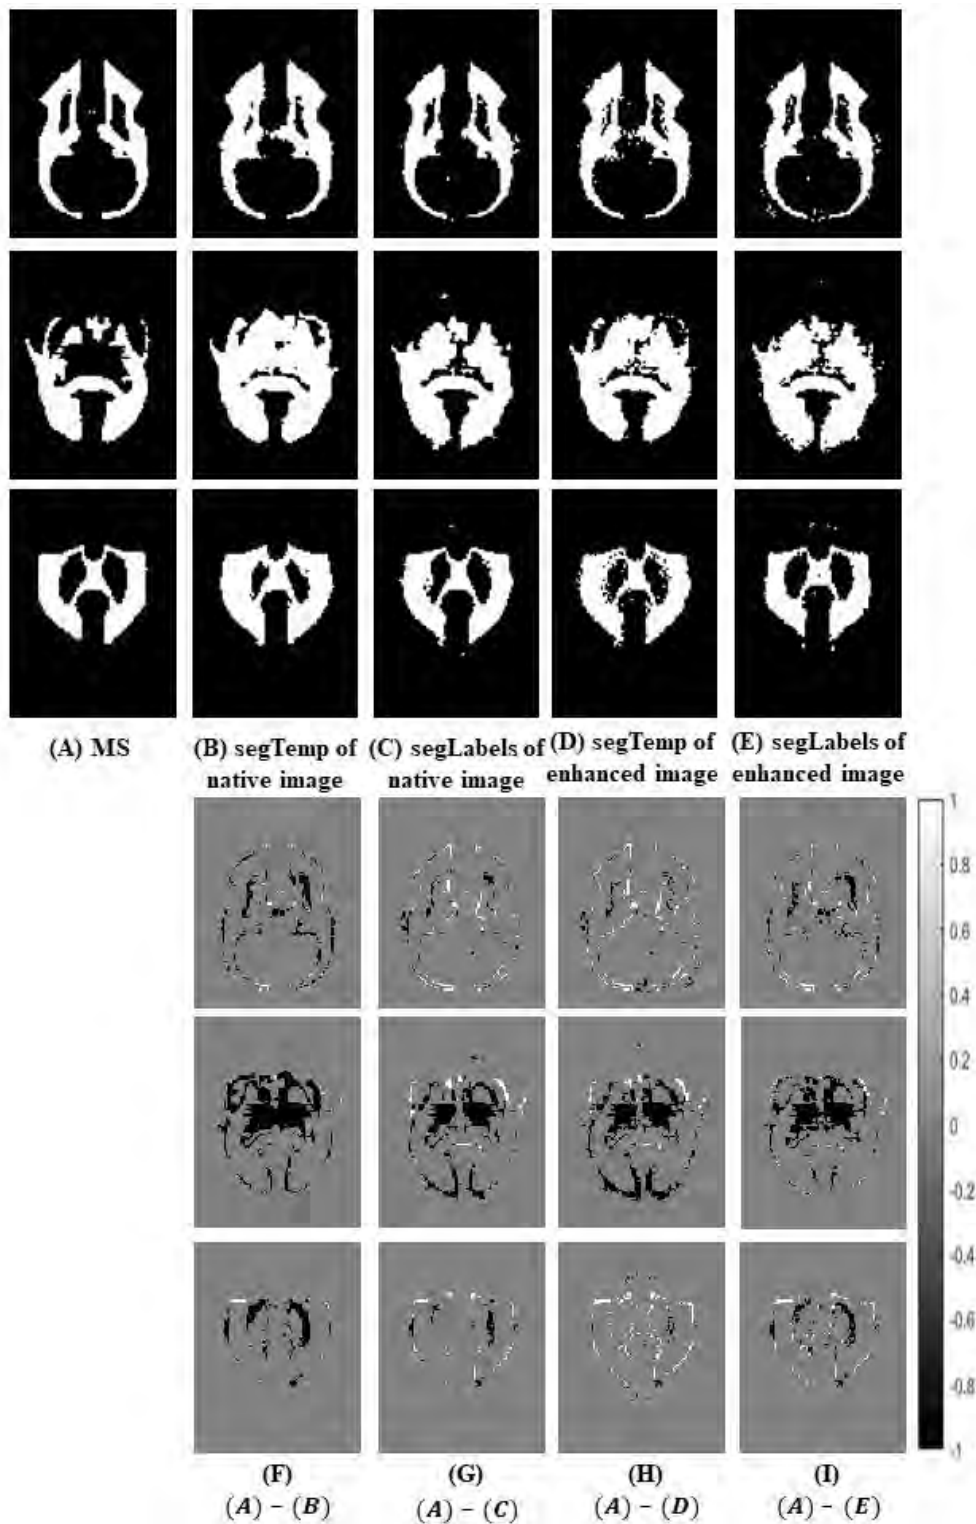 (A) MS
(B) segTemp of
native image
(C) segLabels of
native image
(D) segTemp of
enhanced image
(E) segLabels of
enhanced image
1
0.8
0.6
0.4
0.2
0
-0.2
-0.4
-0.6
-0.8
-1
(F)
(A) − (B)
(G)
(A) − (C)
(H)
(A) − (D)
(I)
(A) − (E)